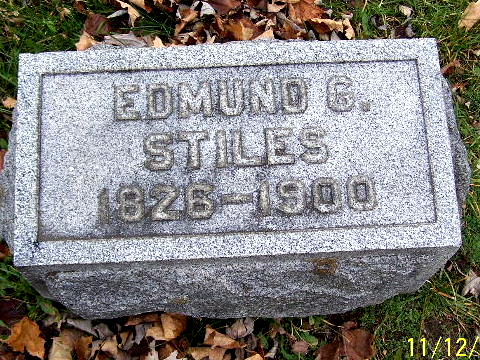 EDMUND G.
STILES
1826-1900
11/12/